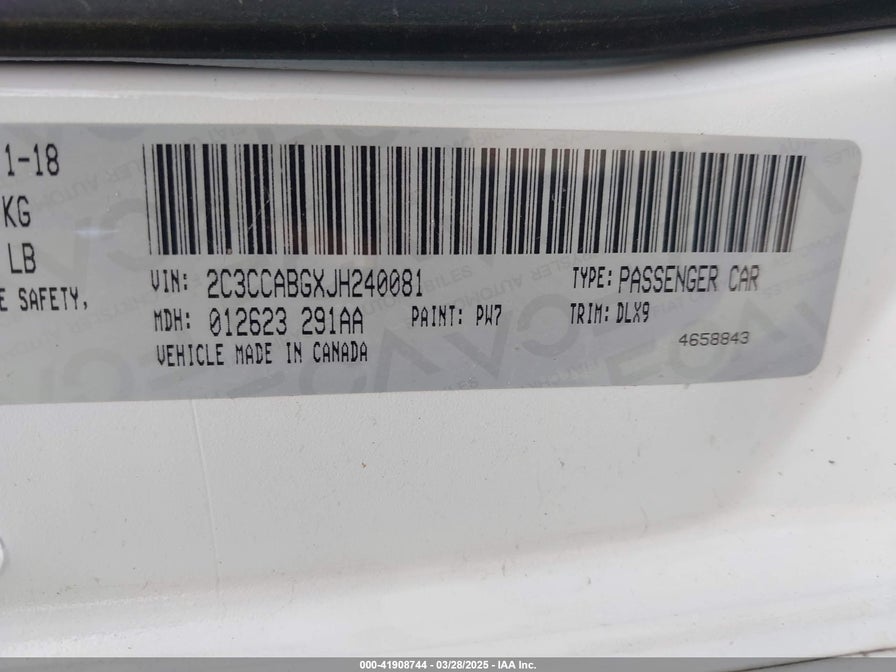 1-18
KG
LB
E SAFETY,
VIN: 2C3CCABGXJH240081 TYPE: PASSENGER CAR
MDH: 012623 291AA PAINT: PW7 TRIM: DLX9
VEHICLE MADE IN CANADA
4658843
000-41908744 | 03/28/2025 - IAA Inc.